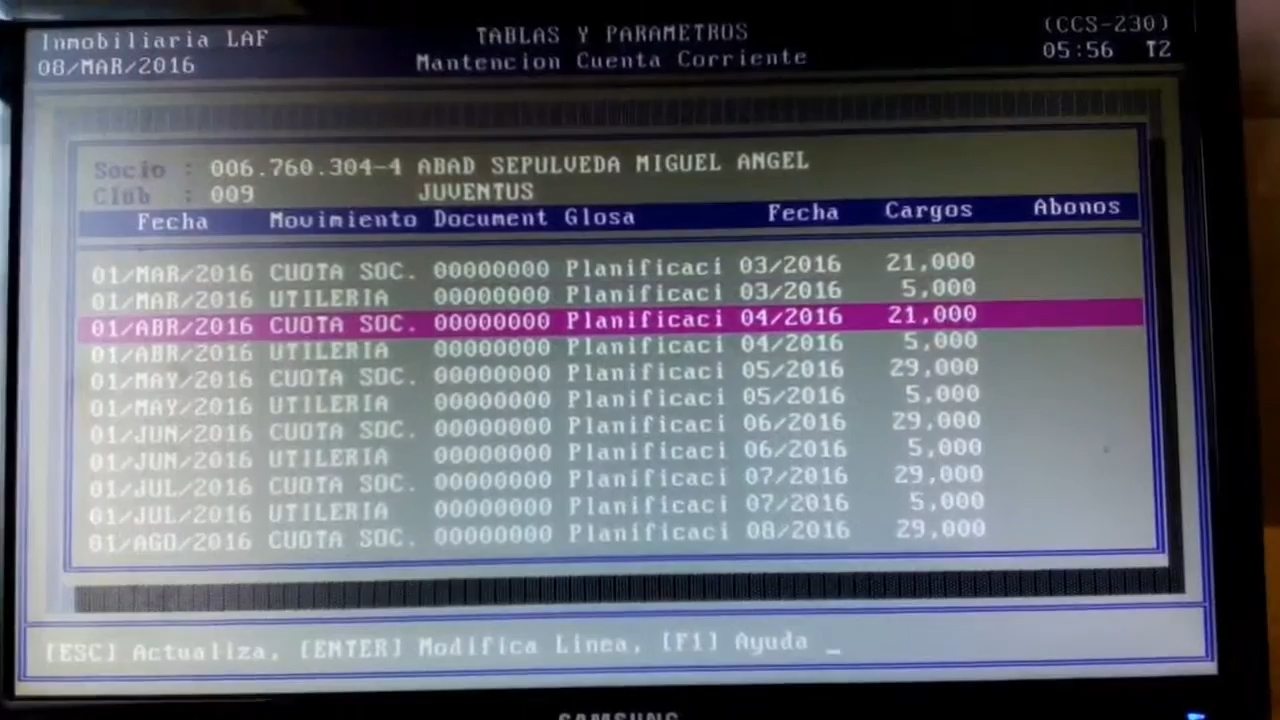 Inmobiliaria LAF TABLAS Y PARAMETROS (CCS-230)
08/MAR/2016 Mantencion Cuenta Corriente 05:56 T2
Socio : 006.760.304-4 ABAD SEPULVEDA MIGUEL ANGEL
Club : 009 JUVENTUS
Fecha Movimiento Document Glosa Fecha Cargos Abonos
01/MAR/2016 CUOTA SOC. 00000000 Planificaci 03/2016 21,000
01/MAR/2016 UTILERIA 00000000 Planificaci 03/2016 5,000
01/ABR/2016 CUOTA SOC. 00000000 Planificaci 04/2016 21,000
01/ABR/2016 UTILERIA 00000000 Planificaci 04/2016 5,000
01/MAY/2016 CUOTA SOC. 00000000 Planificaci 05/2016 29,000
01/MAY/2016 UTILERIA 00000000 Planificaci 05/2016 5,000
01/JUN/2016 CUOTA SOC. 00000000 Planificaci 06/2016 29,000
01/JUN/2016 UTILERIA 00000000 Planificaci 06/2016 5,000
01/JUL/2016 CUOTA SOC. 00000000 Planificaci 07/2016 29,000
01/JUL/2016 UTILERIA 00000000 Planificaci 07/2016 5,000
01/AGO/2016 CUOTA SOC. 00000000 Planificaci 08/2016 29,000
[ESC] Actualiza, [ENTER] Modifica Linea, [F1] Ayuda _
SAMSUNG